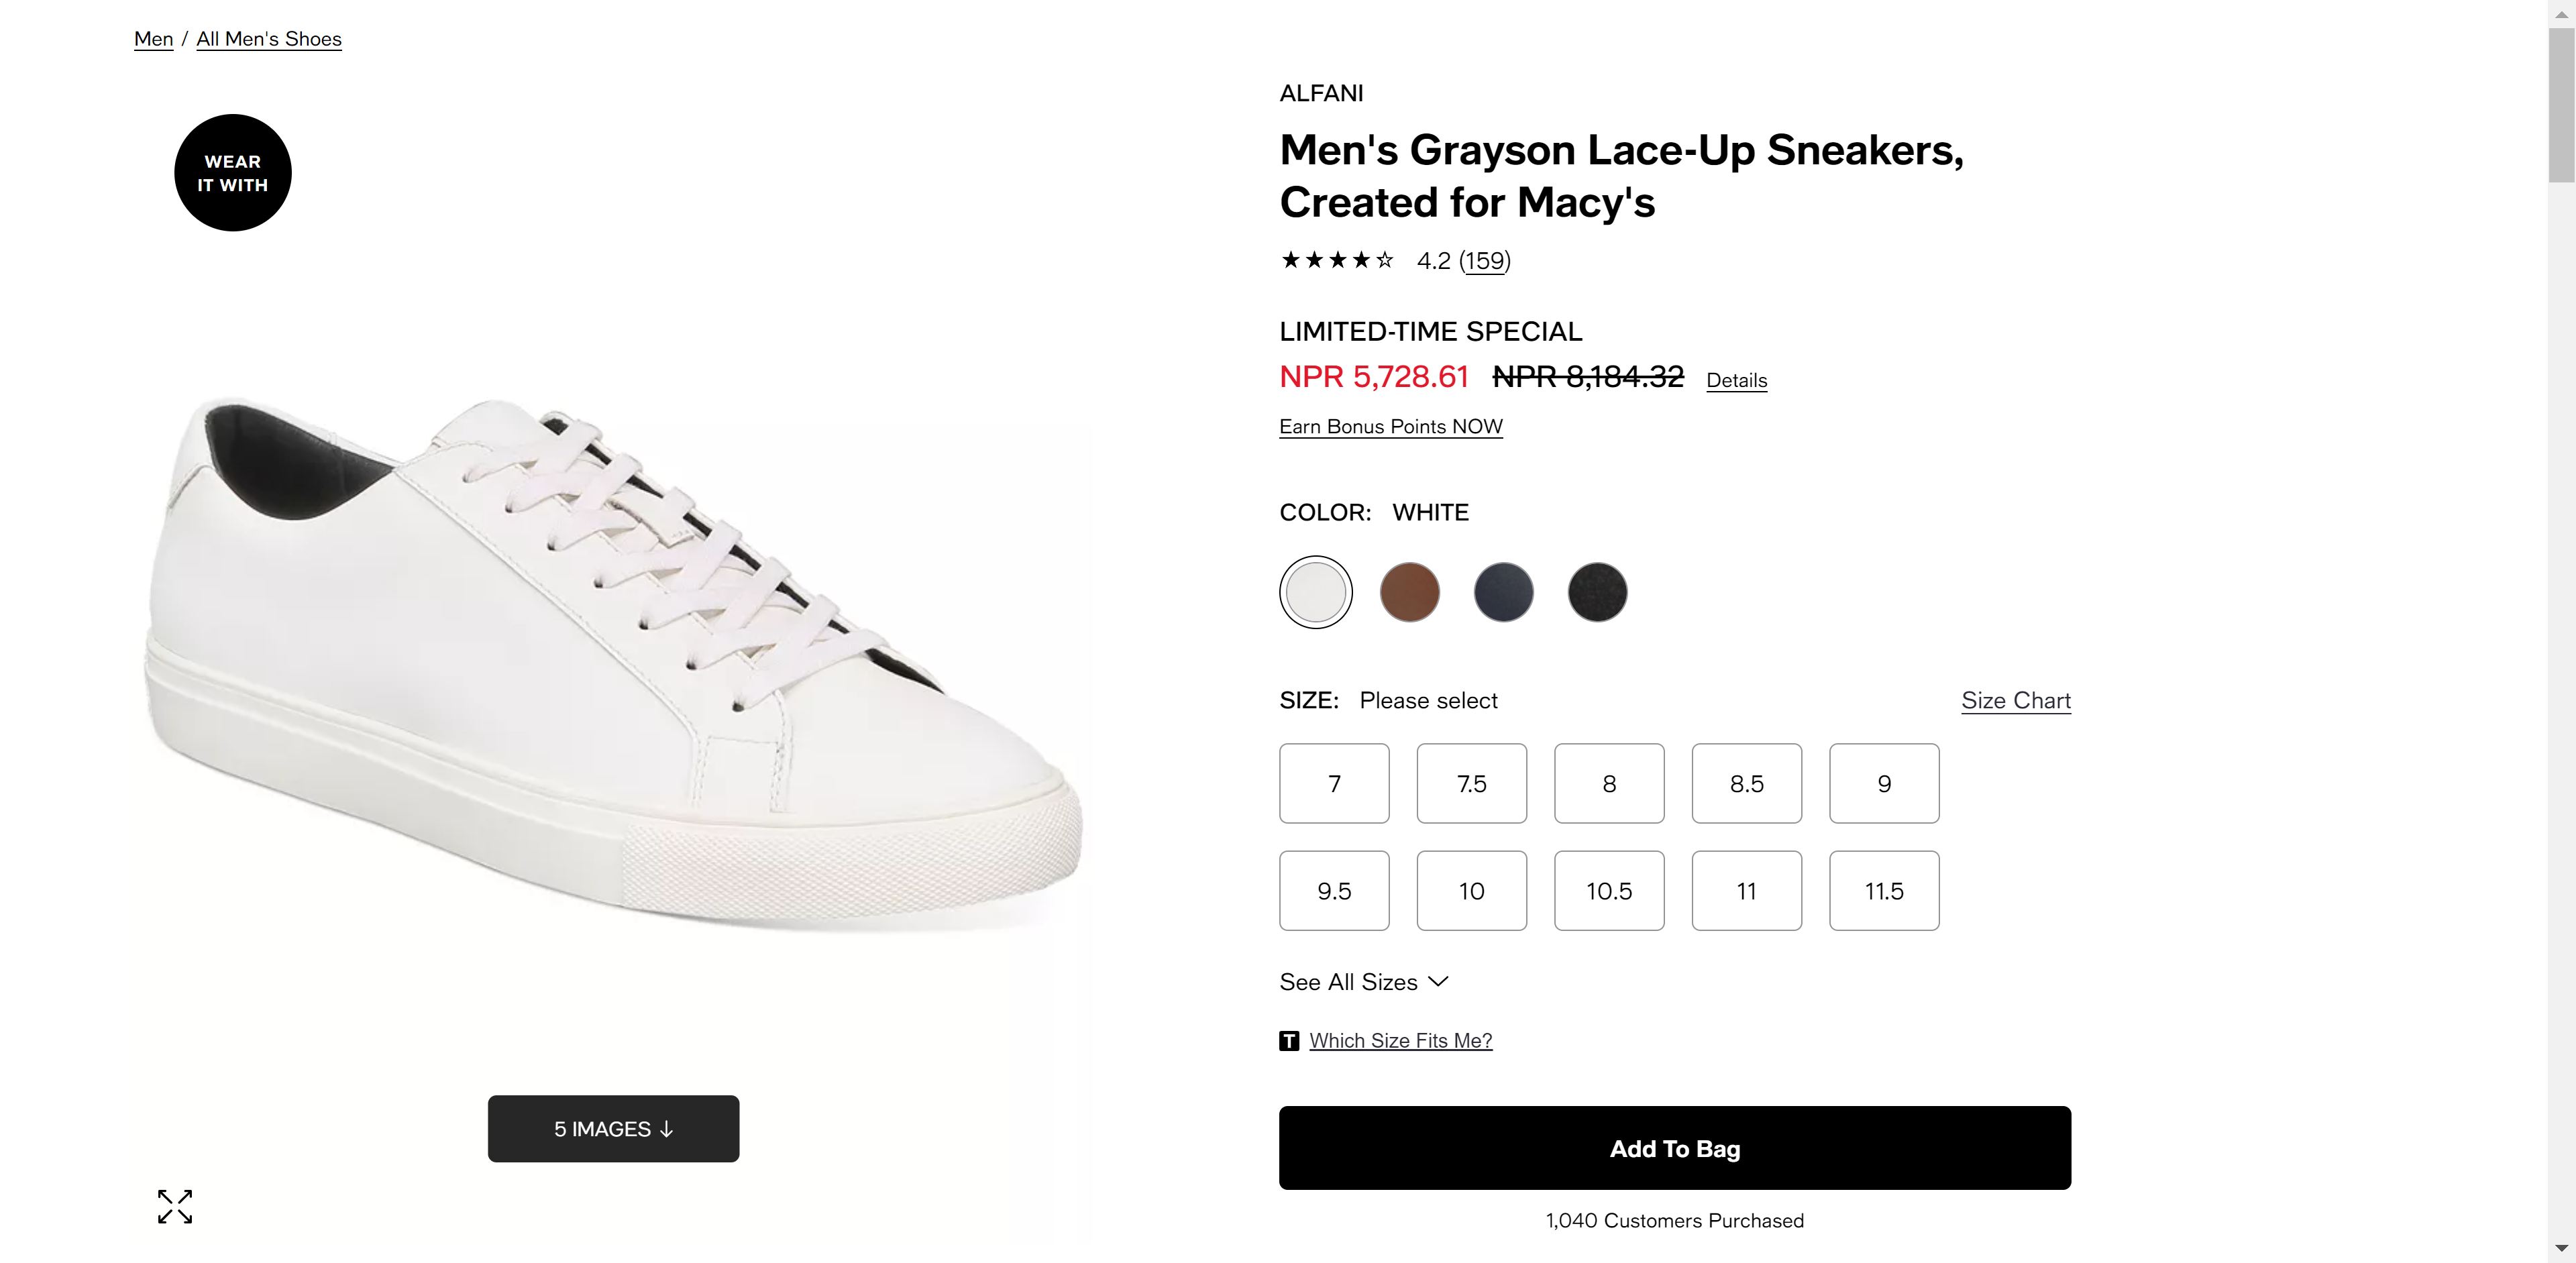 Men / All Men's Shoes
WEAR
IT WITH
5 IMAGES ↓
ALFANI
Men's Grayson Lace-Up Sneakers,
Created for Macy's
★★★★☆ 4.2 (159)
LIMITED-TIME SPECIAL
NPR 5,728.61 NPR 8,184.32 Details
Earn Bonus Points NOW
COLOR: WHITE
SIZE: Please select Size Chart
7 7.5 8 8.5 9
9.5 10 10.5 11 11.5
See All Sizes
T Which Size Fits Me?
Add To Bag
1,040 Customers Purchased